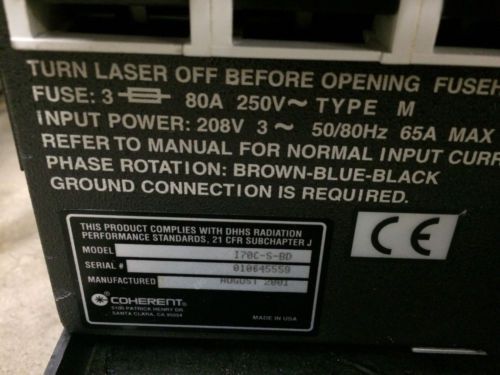 TURN LASER OFF BEFORE OPENING FUSEH
FUSE: 3 80A 250V~ TYPE M
INPUT POWER: 208V 3~ 50/60Hz 65A MAX
REFER TO MANUAL FOR NORMAL INPUT CURR
PHASE ROTATION: BROWN-BLUE-BLACK
GROUND CONNECTION IS REQUIRED.
THIS PRODUCT COMPLIES WITH DHHS RADIATION
PERFORMANCE STANDARDS, 21 CFR SUBCHAPTER J
MODEL I70C-S-BD
SERIAL # 010645559
MANUFACTURED AUGUST 2001
COHERENT®
5100 PATRICK HENRY DR.
SANTA CLARA, CA 95054
MADE IN USA
CE